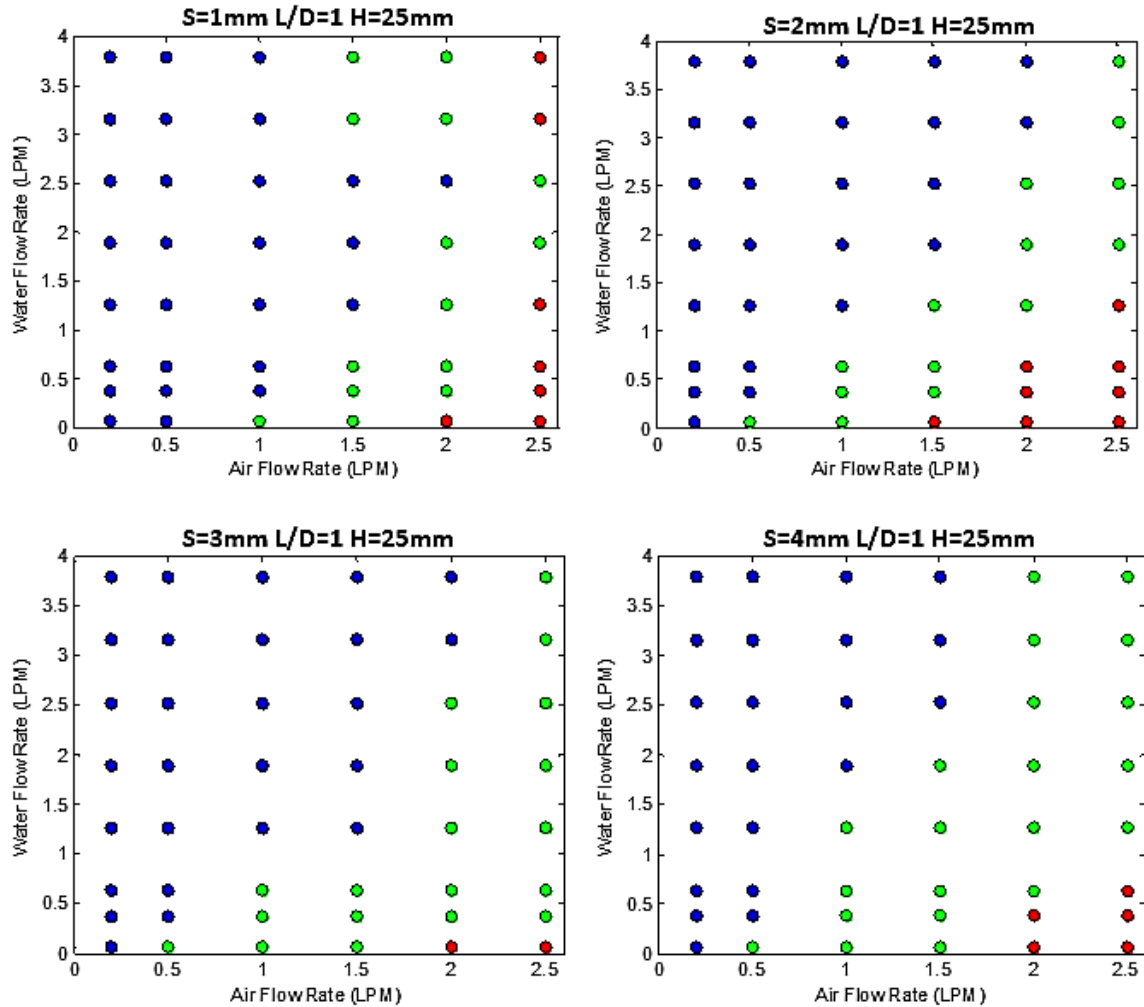 S=1mm L/D=1 H=25mm
4
3.5
3
2.5
2
1.5
1
0.5
0
Water Flow Rate (LPM)
0 0.5 1 1.5 2 2.5
Air Flow Rate (LPM)
S=2mm L/D=1 H=25mm
4
3.5
3
2.5
2
1.5
1
0.5
0
Water Flow Rate (LPM)
0 0.5 1 1.5 2 2.5
Air Flow Rate (LPM)
S=3mm L/D=1 H=25mm
4
3.5
3
2.5
2
1.5
1
0.5
0
Water Flow Rate (LPM)
0 0.5 1 1.5 2 2.5
Air Flow Rate (LPM)
S=4mm L/D=1 H=25mm
4
3.5
3
2.5
2
1.5
1
0.5
0
Water Flow Rate (LPM)
0 0.5 1 1.5 2 2.5
Air Flow Rate (LPM)